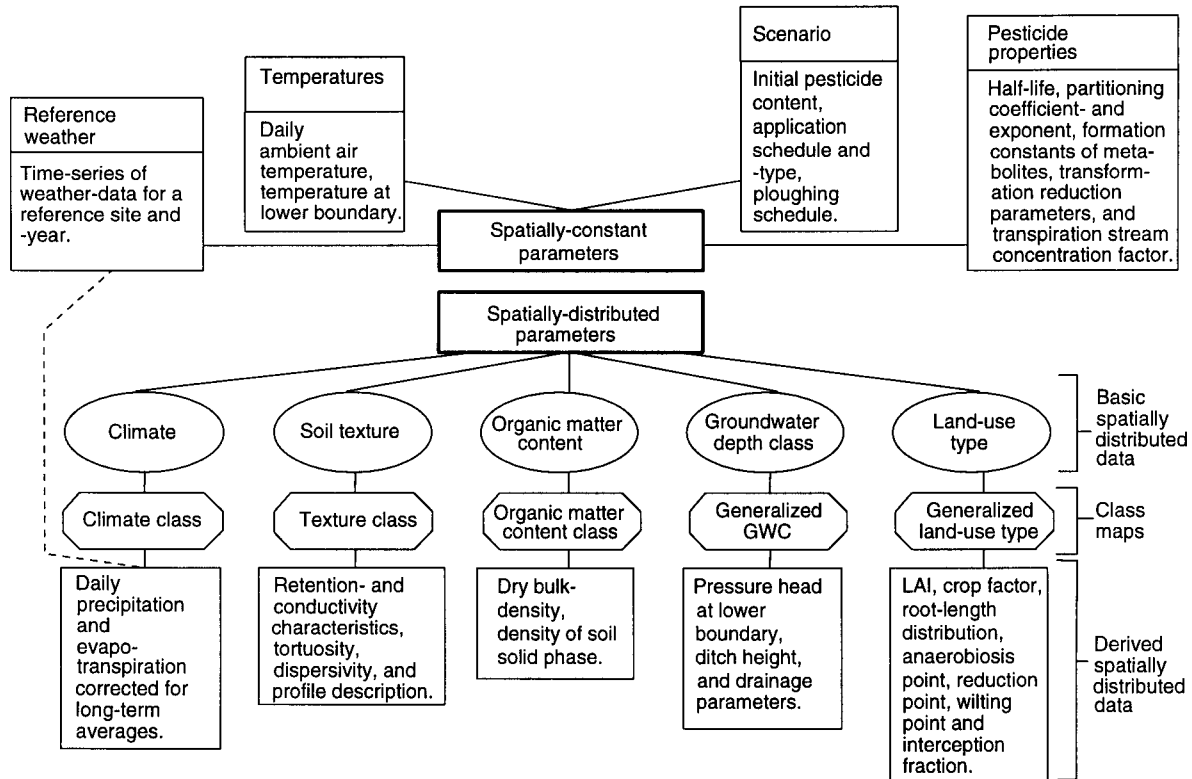 Reference
weather
Time-series of
weather-data for a
reference site and
-year.
Temperatures
Daily
ambient air
temperature,
temperature at
lower boundary.
Scenario
Initial pesticide
content,
application
schedule and
-type,
ploughing
schedule.
Pesticide
properties
Half-life, partitioning
coefficient- and
exponent, formation
constants of meta-
bolites, transform-
ation reduction
parameters, and
transpiration stream
concentration factor.
Spatially-constant
parameters
Spatially-distributed
parameters
Climate
Soil texture
Organic matter
content
Groundwater
depth class
Land-use
type
Basic
spatially
distributed
data
Climate class
Texture class
Organic matter
content class
Generalized
GWC
Generalized
land-use type
Class
maps
Daily
precipitation
and
evapo-
transpiration
corrected for
long-term
averages.
Retention- and
conductivity
characteristics,
tortuosity,
dispersivity, and
profile description.
Dry bulk-
density,
density of soil
solid phase.
Pressure head
at lower
boundary,
ditch height,
and drainage
parameters.
LAI, crop factor,
root-length
distribution,
anaerobiosis
point, reduction
point, wilting
point and
interception
fraction.
Derived
spatially
distributed
data